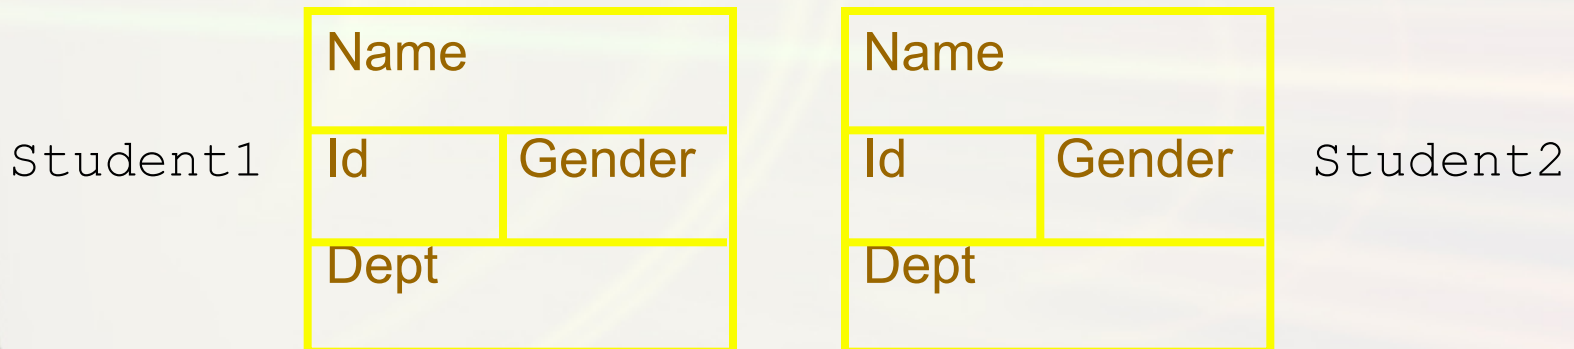 Name
Name
Student1
Id
Gender
Id
Gender
Student2
Dept
Dept